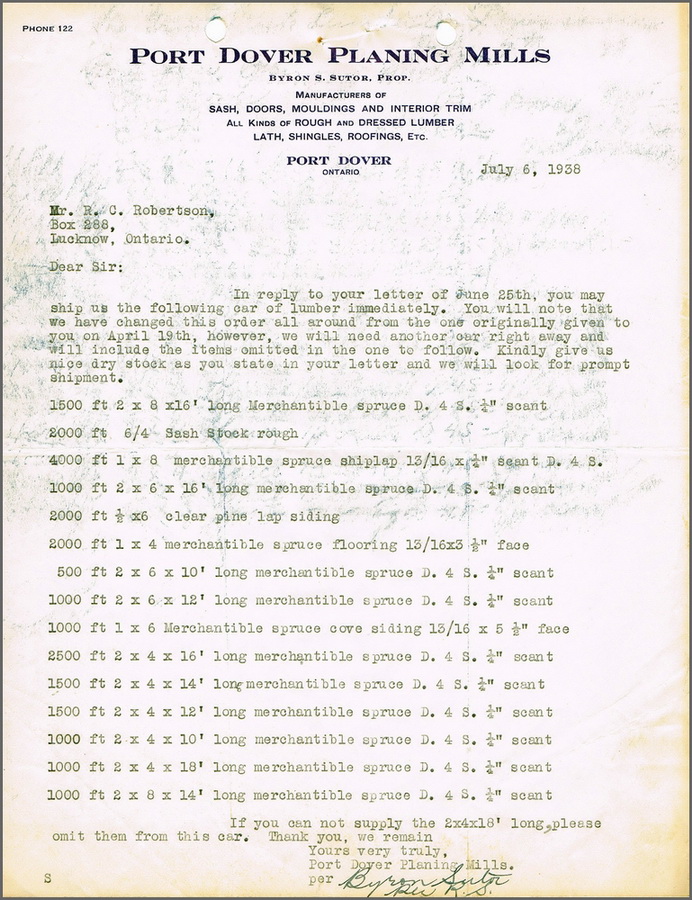 PHONE 122
PORT DOVER PLANING MILLS
BYRON S. SUTOR, PROP.
MANUFACTURERS OF
SASH, DOORS, MOULDINGS AND INTERIOR TRIM
ALL KINDS OF ROUGH AND DRESSED LUMBER
LATH, SHINGLES, ROOFINGS, ETC.
PORT DOVER
ONTARIO
July 6, 1938
Mr. R. C. Robertson,
Box 288,
Lucknow, Ontario.
Dear Sir:
In reply to your letter of June 25th, you may
ship us the following car of lumber immediately. You will note that
we have changed this order all around from the one originally given to
you on April 19th, however, we will need another car right away and
will include the items omitted in the one to follow. Kindly give us
nice dry stock as you state in your letter and we will look for prompt
shipment.
1500 ft 2 x 8 x16' long Merchantible spruce D. 4 S. ¼" scant
2000 ft 6/4 Sash Stock rough
4000 ft 1 x 8 merchantible spruce shiplap 13/16 x ¼" scant D. 4 S.
1000 ft 2 x 6 x 16' long merchantible spruce D. 4 S. ¼" scant
2000 ft ½ x6 clear pine lap siding
2000 ft 1 x 4 merchantible spruce flooring 13/16x3 ½" face
500 ft 2 x 6 x 10' long merchantible spruce D. 4 S. ¼" scant
1000 ft 2 x 6 x 12' long merchantible spruce D. 4 S. ¼" scant
1000 ft 1 x 6 Merchantible spruce cove siding 13/16 x 5 ½" face
2500 ft 2 x 4 x 16' long merchantible spruce D. 4 S. ¼" scant
1500 ft 2 x 4 x 14' long merchantible spruce D. 4 S. ¼" scant
1500 ft 2 x 4 x 12' long merchantible spruce D. 4 S. ¼" scant
1000 ft 2 x 4 x 10' long merchantible spruce D. 4 S. ¼" scant
1000 ft 2 x 4 x 18' long merchantible spruce D. 4 S. ¼" scant
1000 ft 2 x 8 x 14' long merchantible spruce D. 4 S. ¼" scant
If you can not supply the 2x4x18' long,please
omit them from this car. Thank you, we remain
Yours very truly,
Port Dover Planing Mills.
per Byron Sutor
S
Per R.S.